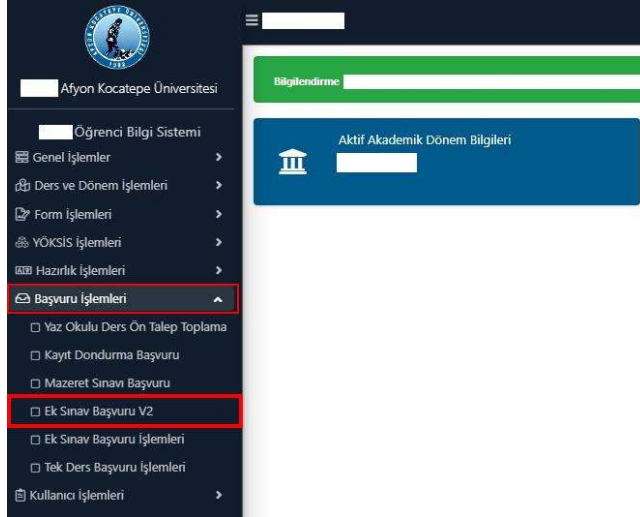 Afyon Kocatepe Üniversitesi
Öğrenci Bilgi Sistemi
Genel İşlemler
Ders ve Dönem İşlemleri
Form İşlemleri
YÖKSİS İşlemleri
Hazırlık İşlemleri
Başvuru İşlemleri
Yaz Okulu Ders Ön Talep Toplama
Kayıt Dondurma Başvuru
Mazeret Sınavı Başvuru
Ek Sınav Başvuru V2
Ek Sınav Başvuru İşlemleri
Tek Ders Başvuru İşlemleri
Kullanıcı İşlemleri
Bilgilendirme
Aktif Akademik Dönem Bilgileri